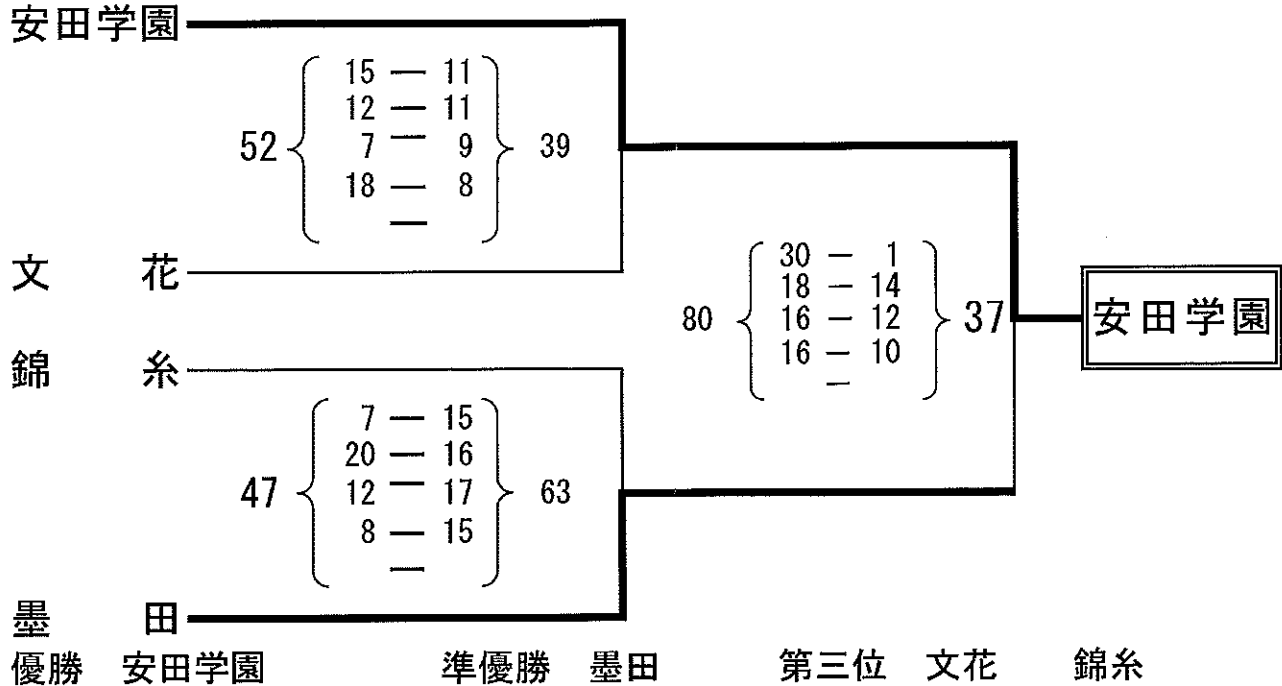 安田学園
15 ― 11
12 ― 11
52 7 ― 9 39
18 ― 8
―
文 花
30 ― 1
18 ― 14
80 16 ― 12 37 安田学園
16 ― 10
―
錦 糸
7 ― 15
20 ― 16
47 12 ― 17 63
8 ― 15
―
墨 田
優勝 安田学園 準優勝 墨田 第三位 文花 錦糸